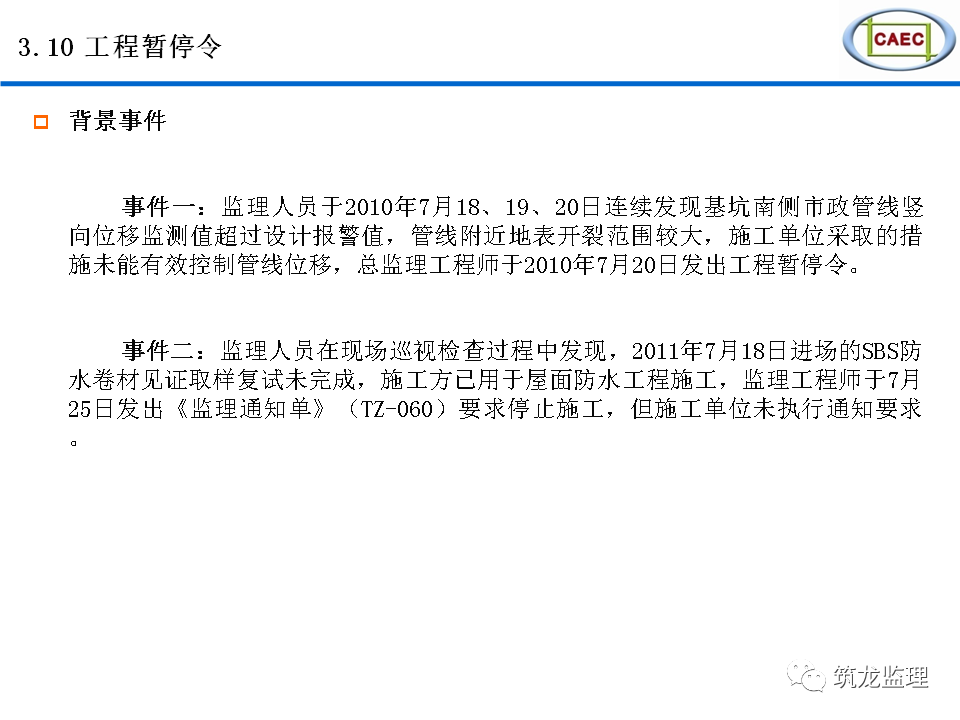 3.10 工程暂停令
CAEC
背景事件
事件一：监理人员于2010年7月18、19、20日连续发现基坑南侧市政管线竖
向位移监测值超过设计报警值，管线附近地表开裂范围较大，施工单位采取的措
施未能有效控制管线位移，总监理工程师于2010年7月20日发出工程暂停令。
事件二：监理人员在现场巡视检查过程中发现，2011年7月18日进场的SBS防
水卷材见证取样复试未完成，施工方已用于屋面防水工程施工，监理工程师于7月
25日发出《监理通知单》（TZ-060）要求停止施工，但施工单位未执行通知要求
。
筑龙监理